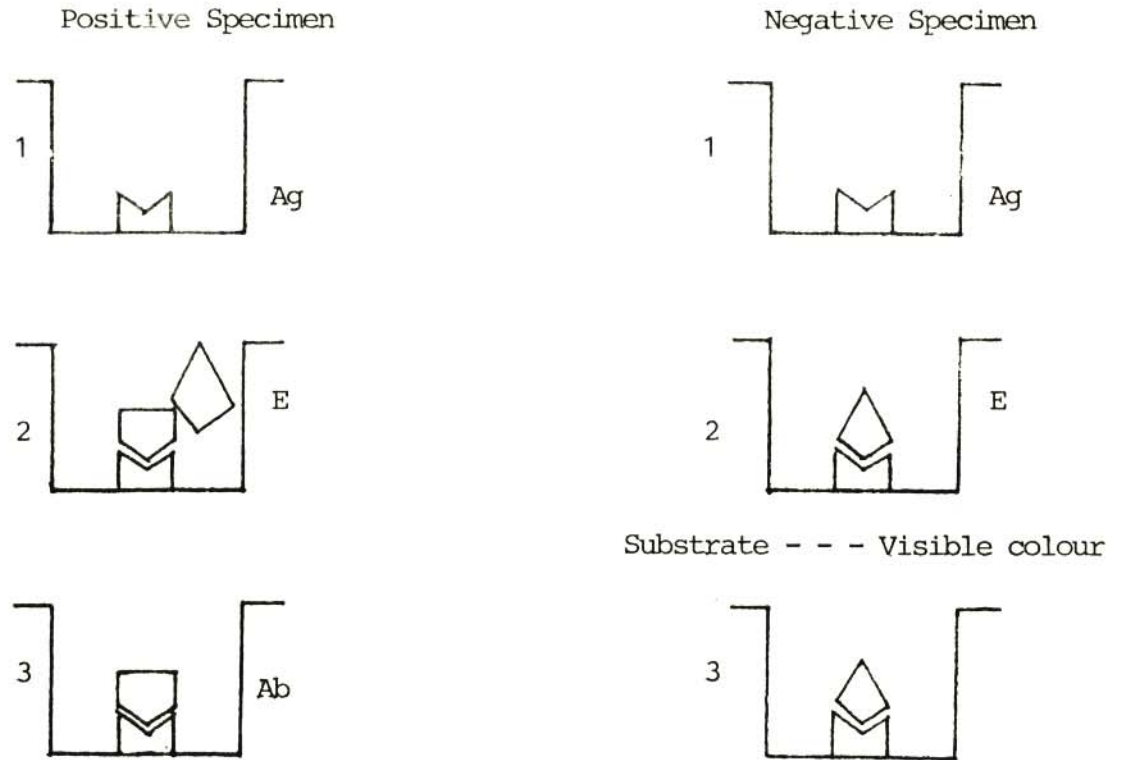 Positive Specimen
Negative Specimen
1
Ag
1
Ag
2
E
2
E
Substrate - - - Visible colour
3
Ab
3